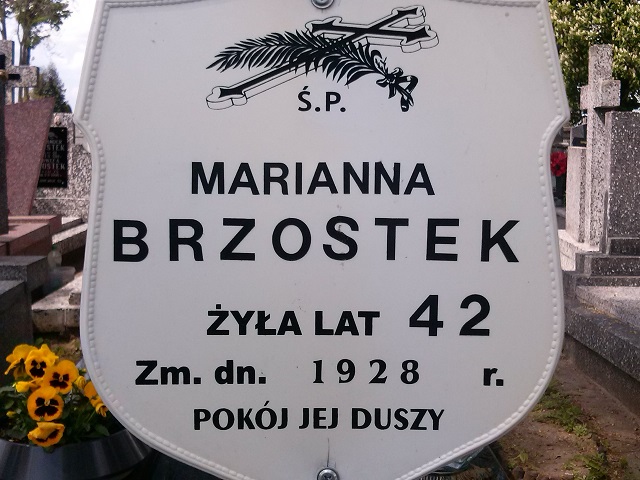 Ś.P.
MARIANNA
BRZOSTEK
ŻYŁA LAT 42
Zm. dn. 1928 r.
POKÓJ JEJ DUSZY